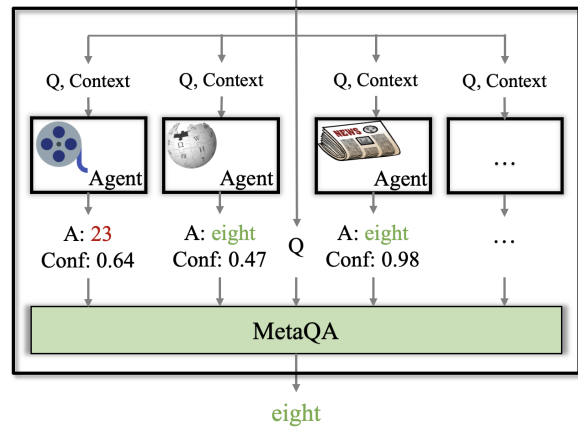 Q, Context
Q, Context
Q, Context
Q, Context
Agent
Agent
NEWS
Agent
...
A: 23
Conf: 0.64
A: eight
Conf: 0.47
Q
A: eight
Conf: 0.98
...
MetaQA
eight